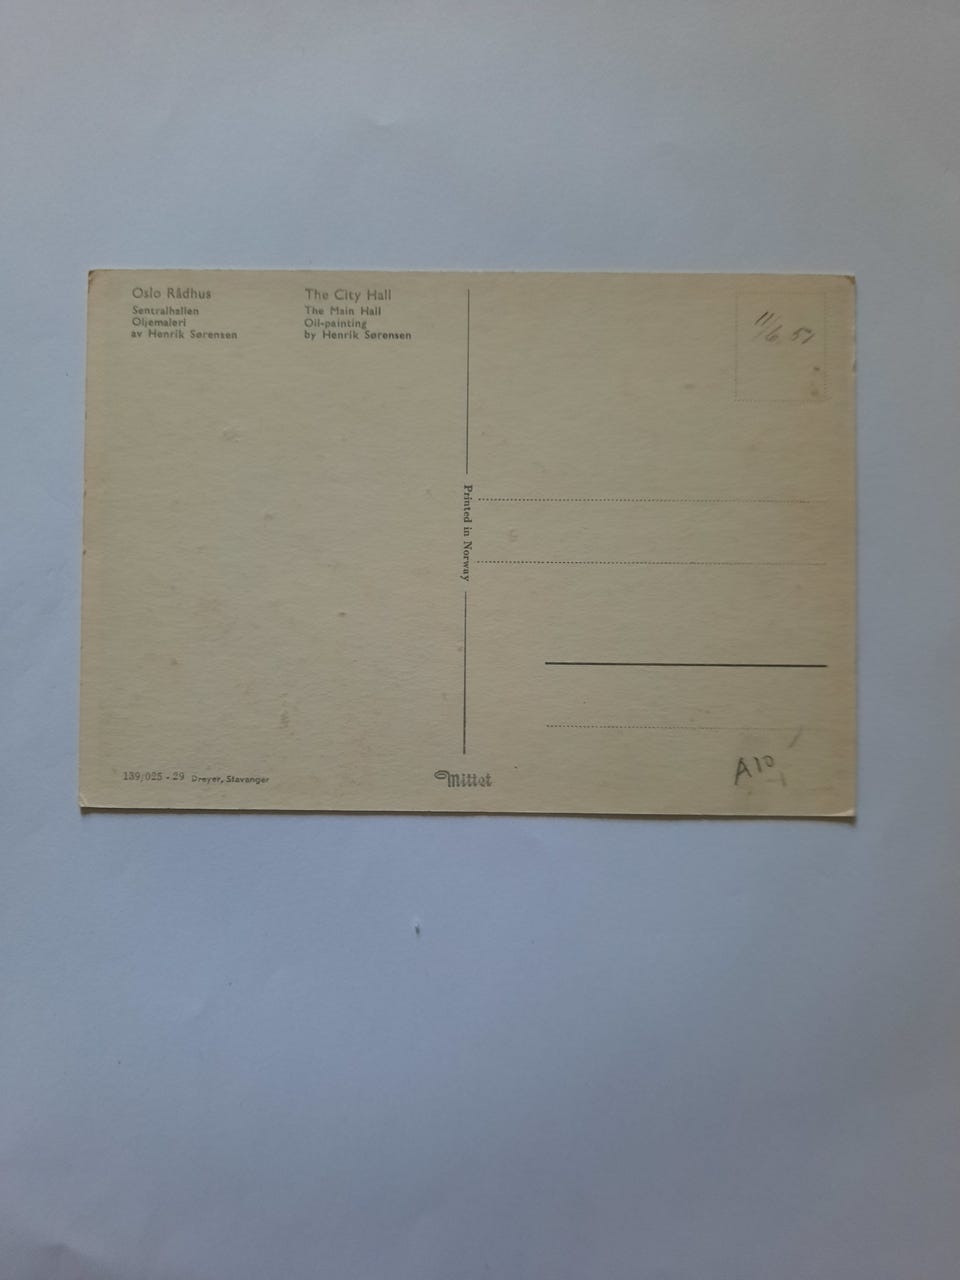 Oslo Rådhus
Sentralhallen
Oljemaleri
av Henrik Sørensen
The City Hall
The Main Hall
Oil-painting
by Henrik Sørensen
11/6 51
Printed in Norway
139/025 - 29 Dreyer, Stavanger
Mittet
A10